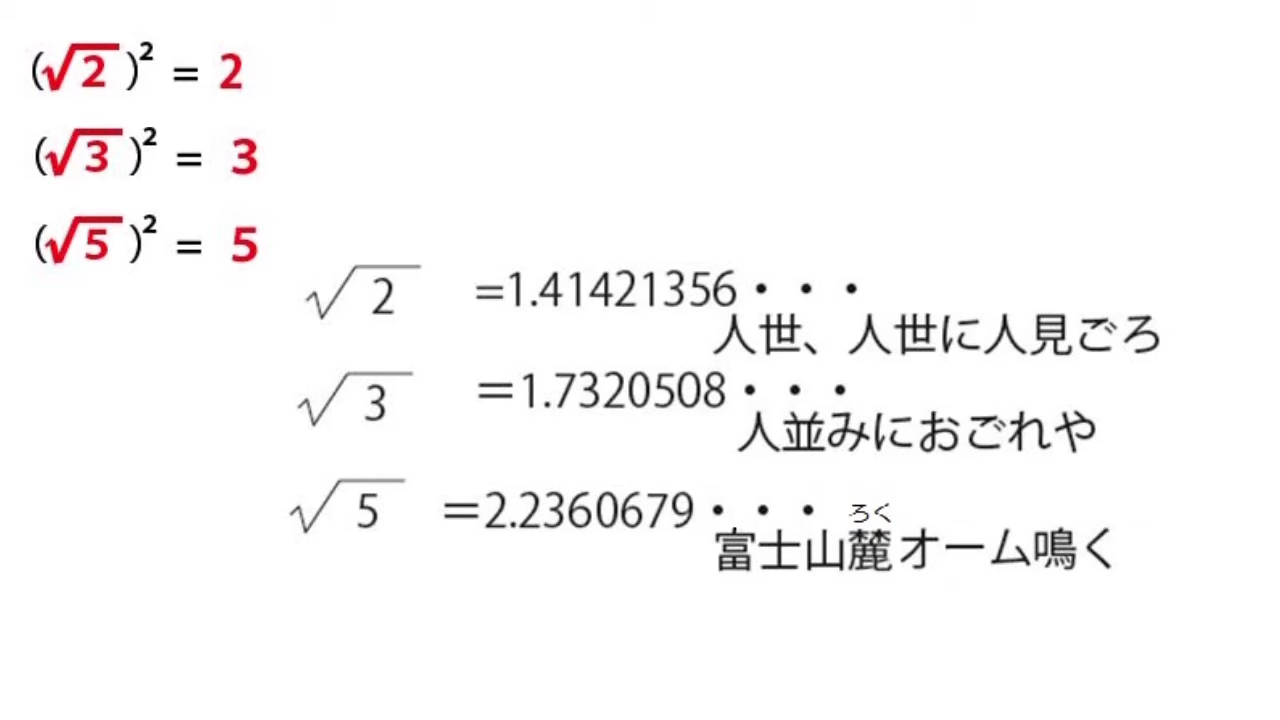 (√2)² = 2
(√3)² = 3
(√5)² = 5
√2 =1.41421356・・・
人世、人世に人見ごろ
√3 =1.7320508・・・
人並みにおごれや
√5 =2.2360679・・・
ろく
富士山麓オーム鳴く